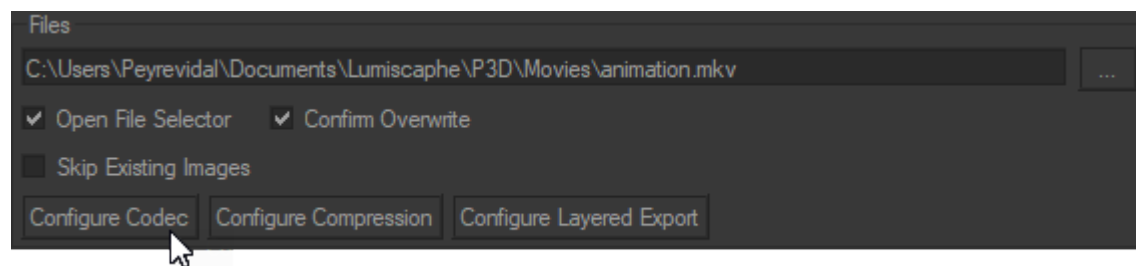 Files
C:\Users\Peyrevidal\Documents\Lumiscaphe\P3D\Movies\animation.mkv ...
Open File Selector Confirm Overwrite
Skip Existing Images
Configure Codec Configure Compression Configure Layered Export